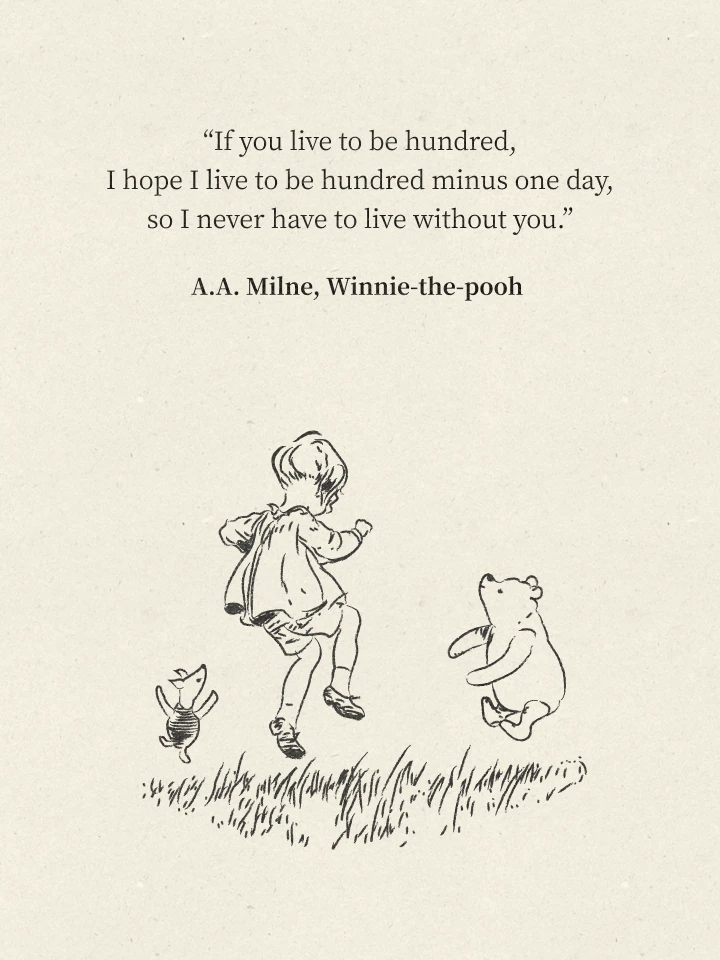 “If you live to be hundred,
I hope I live to be hundred minus one day,
so I never have to live without you.”
A.A. Milne, Winnie-the-pooh